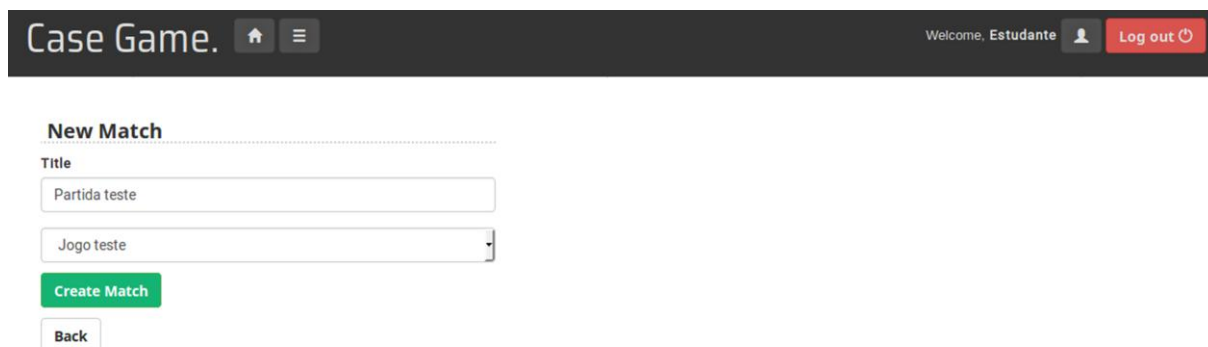 Case Game. Welcome, Estudante Log out
New Match
Title
Partida teste
Jogo teste
Create Match
Back